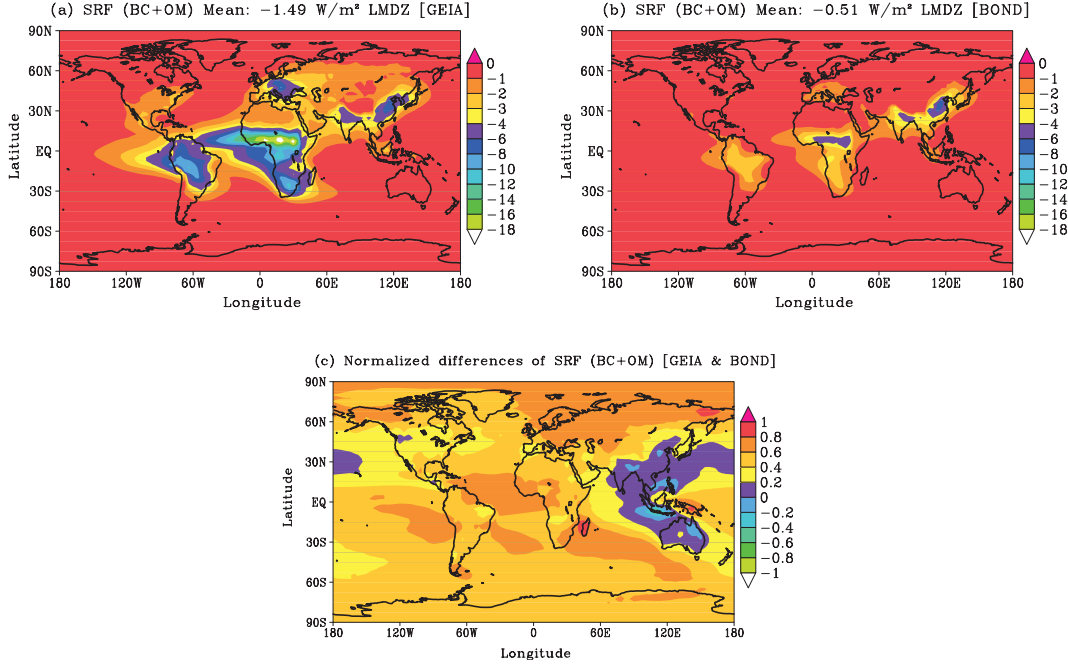 (a) SRF (BC+OM) Mean: −1.49 W/m² LMDZ [GEIA]
90N
60N
30N
EQ
30S
60S
90S
Latitude
180 120W 60W 0 60E 120E 180
Longitude
0
−1
−2
−3
−4
−6
−8
−10
−12
−14
−16
−18
(b) SRF (BC+OM) Mean: −0.51 W/m² LMDZ [BOND]
90N
60N
30N
EQ
30S
60S
90S
Latitude
180 120W 60W 0 60E 120E 180
Longitude
0
−1
−2
−3
−4
−6
−8
−10
−12
−14
−16
−18
(c) Normalized differences of SRF (BC+OM) [GEIA & BOND]
90N
60N
30N
EQ
30S
60S
90S
Latitude
180 120W 60W 0 60E 120E 180
Longitude
1
0.8
0.6
0.4
0.2
0
−0.2
−0.4
−0.6
−0.8
−1